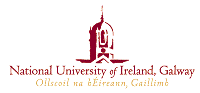 National University of Ireland, Galway
Ollscoil na hÉireann, Gaillimh